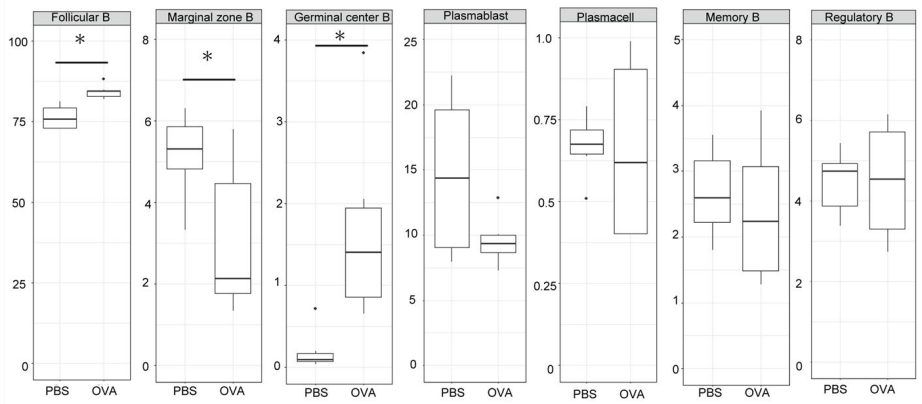 Follicular B
Marginal zone B
Germinal center B
Plasmablast
Plasmacell
Memory B
Regulatory B
100
75
50
25
0
*
PBS OVA
8
6
4
2
0
*
PBS OVA
4
3
2
1
0
*
PBS OVA
25
20
15
10
15
0
PBS OVA
1.0
0.75
0.5
0.25
0
PBS OVA
5
4
3
2
1
0
PBS OVA
8
6
4
2
0
PBS OVA